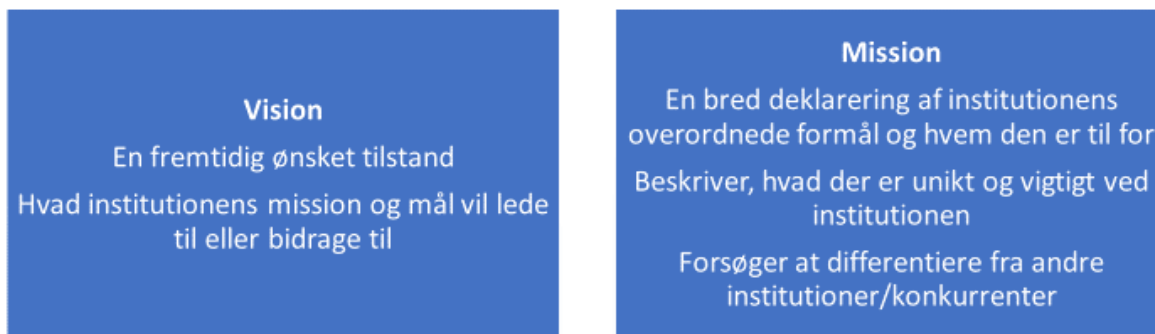 Vision
En fremtidig ønsket tilstand
Hvad institutionens mission og mål vil lede
til eller bidrage til
Mission
En bred deklarering af institutionens
overordnede formål og hvem den er til for
Beskriver, hvad der er unikt og vigtigt ved
institutionen
Forsøger at differentiere fra andre
institutioner/konkurrenter